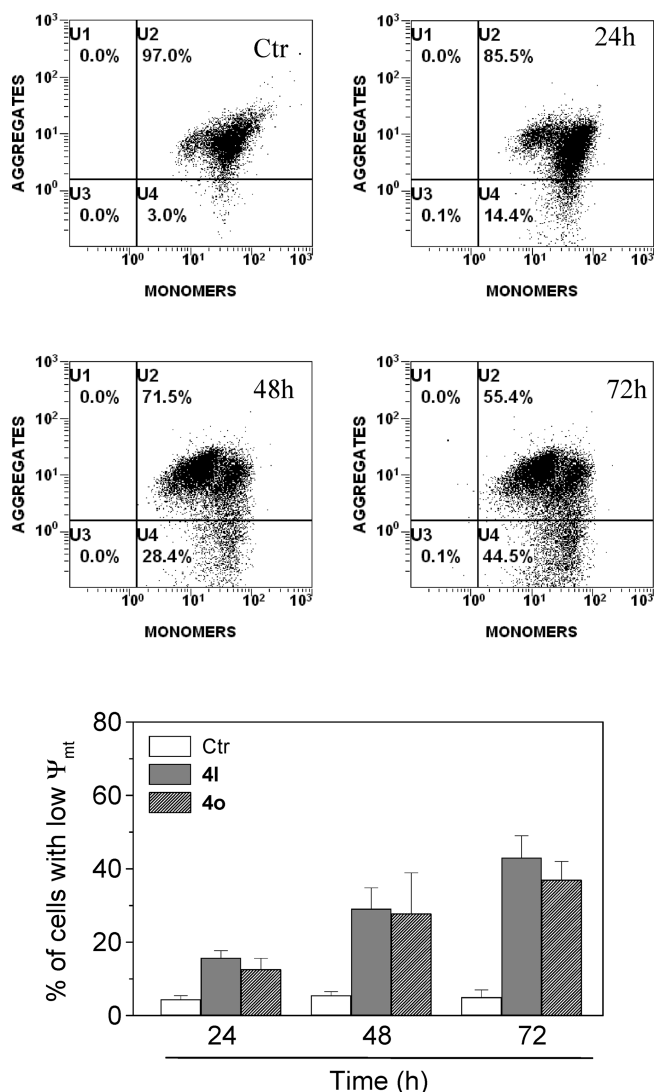 U1 U2 Ctr
0.0% 97.0%
U3 U4
0.0% 3.0%
10³
10²
10¹
10⁰
AGGREGATES
10⁰ 10¹ 10² 10³
MONOMERS
U1 U2 24h
0.0% 85.5%
U3 U4
0.1% 14.4%
10³
10²
10¹
10⁰
AGGREGATES
10⁰ 10¹ 10² 10³
MONOMERS
U1 U2 48h
0.0% 71.5%
U3 U4
0.0% 28.4%
10³
10²
10¹
10⁰
AGGREGATES
10⁰ 10¹ 10² 10³
MONOMERS
U1 U2 72h
0.0% 55.4%
U3 U4
0.1% 44.5%
10³
10²
10¹
10⁰
AGGREGATES
10⁰ 10¹ 10² 10³
MONOMERS
% of cells with low Ψmt
80
60
40
20
0
Ctr
4l
4o
24 48 72
Time (h)